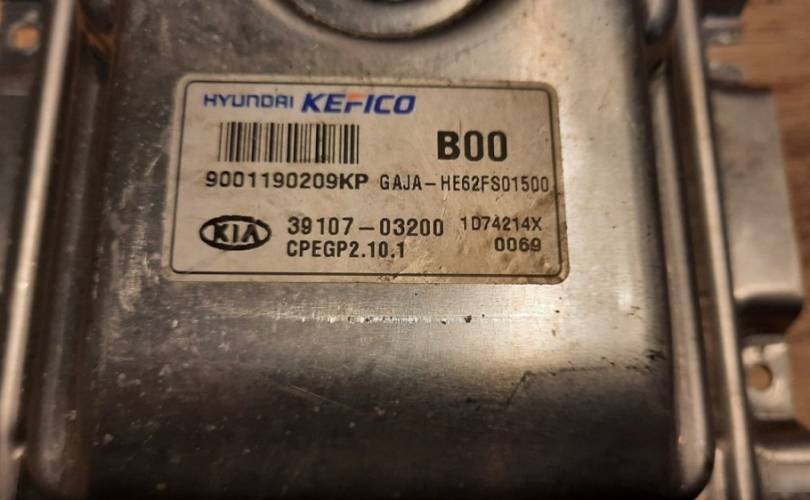 HYUNDAI KEFICO
B00
9001190209KP GAJA-HE62FS01500
KIA 39107-03200 1D74214X
CPEGP2.10.1 0069